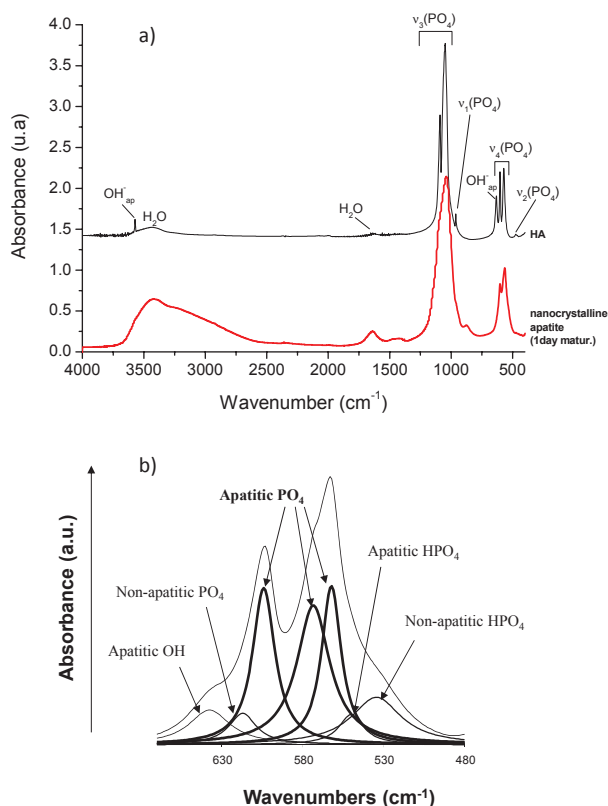 a)
ν3(PO4)
ν1(PO4)
ν4(PO4)
OH-ap
ν2(PO4)
OH-ap
H2O
H2O
HA
nanocrystalline
apatite
(1day matur.)
Absorbance (u.a)
4.0
3.5
3.0
2.5
2.0
1.5
1.0
0.5
0.0
4000 3500 3000 2500 2000 1500 1000 500
Wavenumber (cm-1)
b)
Absorbance (a.u.)
Apatitic PO4
Apatitic HPO4
Non-apatitic PO4
Non-apatitic HPO4
Apatitic OH
630 580 530 480
Wavenumbers (cm-1)